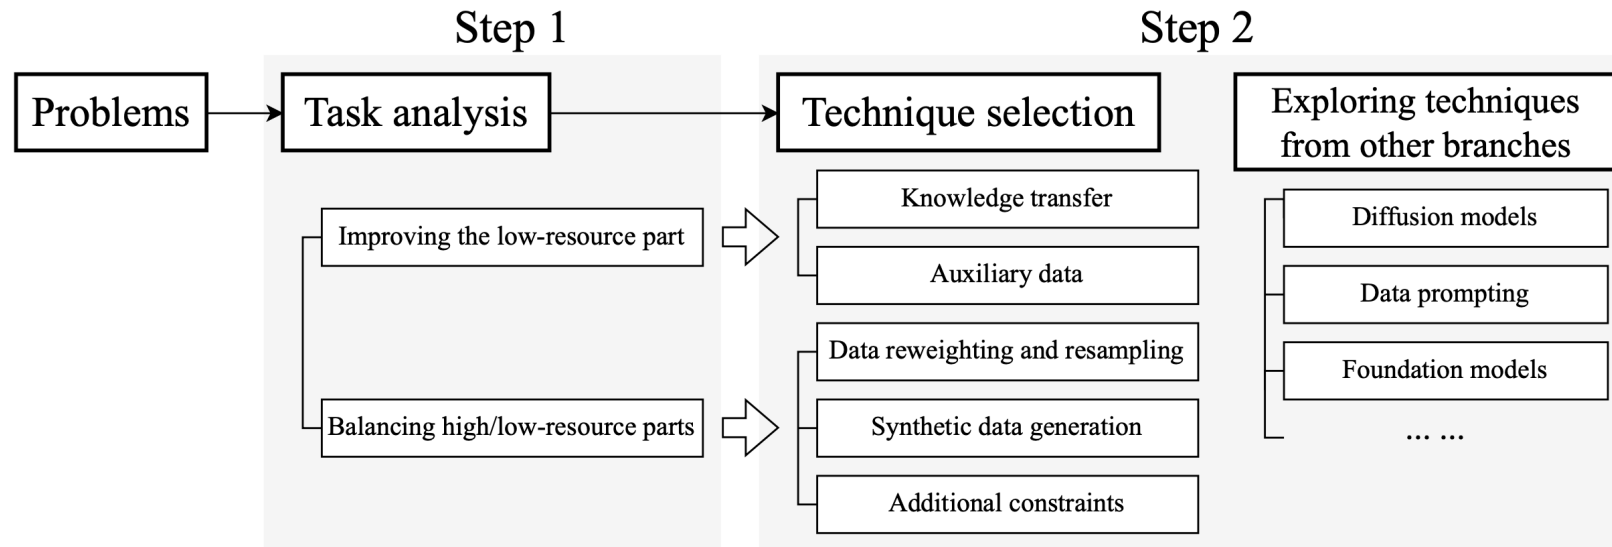 Step 1
Step 2
Problems
Task analysis
Technique selection
Exploring techniques
from other branches
Improving the low-resource part
Balancing high/low-resource parts
Knowledge transfer
Auxiliary data
Data reweighting and resampling
Synthetic data generation
Additional constraints
Diffusion models
Data prompting
Foundation models
... ...